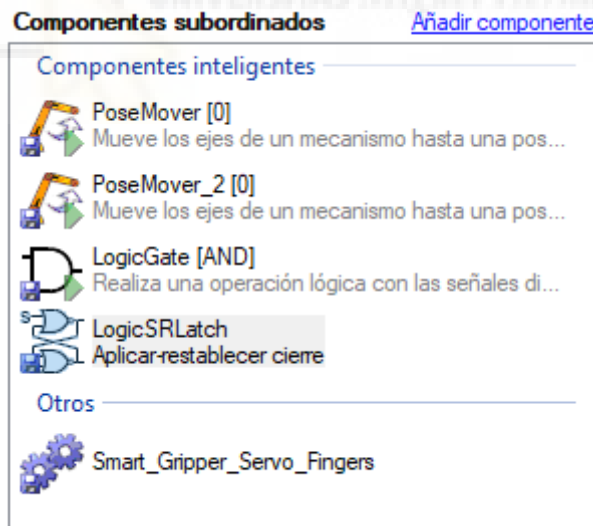 Componentes subordinados Añadir componente
Componentes inteligentes
PoseMover [0]
Mueve los ejes de un mecanismo hasta una pos...
PoseMover_2 [0]
Mueve los ejes de un mecanismo hasta una pos...
LogicGate [AND]
Realiza una operación lógica con las señales di...
LogicSRLatch
Aplicar-restablecer cierre
Otros
Smart_Gripper_Servo_Fingers